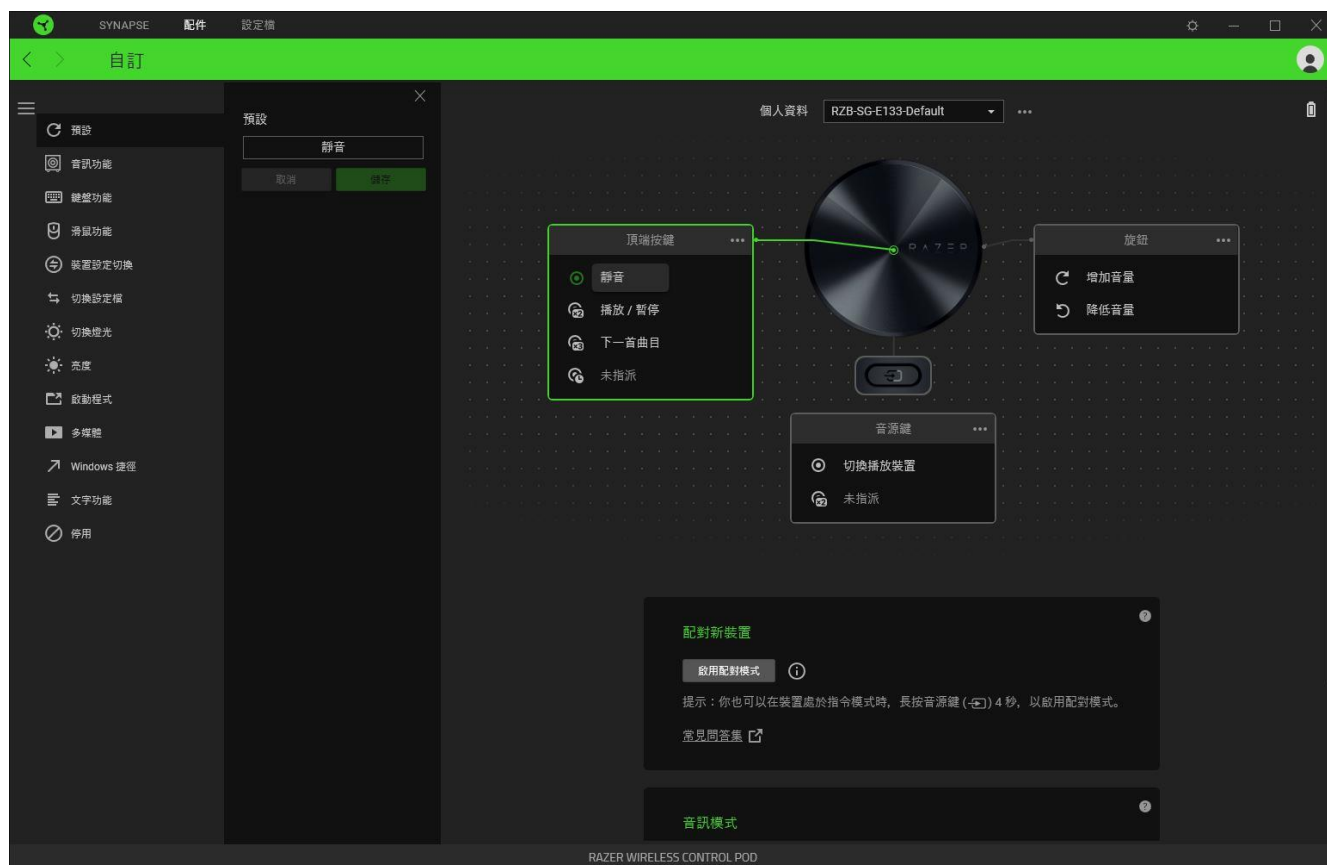 SYNAPSE 配件 設定檔
自訂
預設
音訊功能
鍵盤功能
滑鼠功能
裝置設定切換
切換設定檔
切換燈光
亮度
啟動程式
多媒體
Windows 捷徑
文字功能
停用
預設
靜音
取消 儲存
個人資料 RZB-SG-E133-Default
RAZER
頂端按鍵
靜音
播放 / 暫停
下一首曲目
未指派
旋鈕
增加音量
降低音量
音源鍵
切換播放裝置
未指派
配對新裝置
啟用配對模式
提示：你也可以在裝置處於指令模式時，長按音源鍵 () 4 秒，以啟用配對模式。
常見問答集
音訊模式
RAZER WIRELESS CONTROL POD